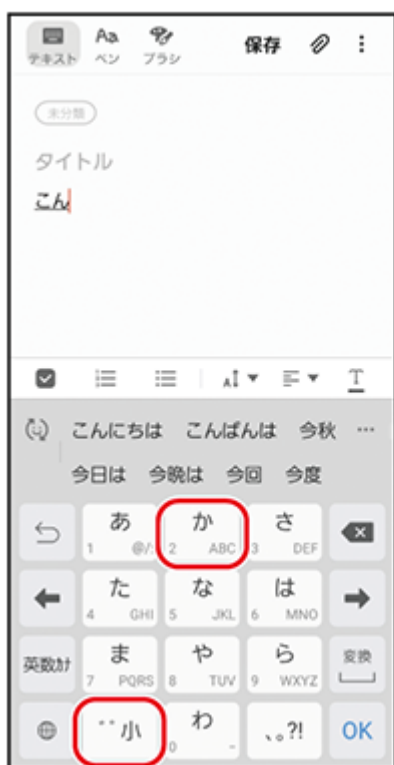 テキスト Aa ペン ブラシ 保存
未分類
タイトル
こん
AI T
こんにちは こんばんは 今秋 …
今日は 今晩は 今回 今度
あ 1 @/: か 2 ABC さ 3 DEF
た 4 GHI な 5 JKL は 6 MNO
英数カナ ま 7 PQRS や 8 TUV ら 9 WXYZ 変換
゛゜小 わ 0 - 、。?! OK